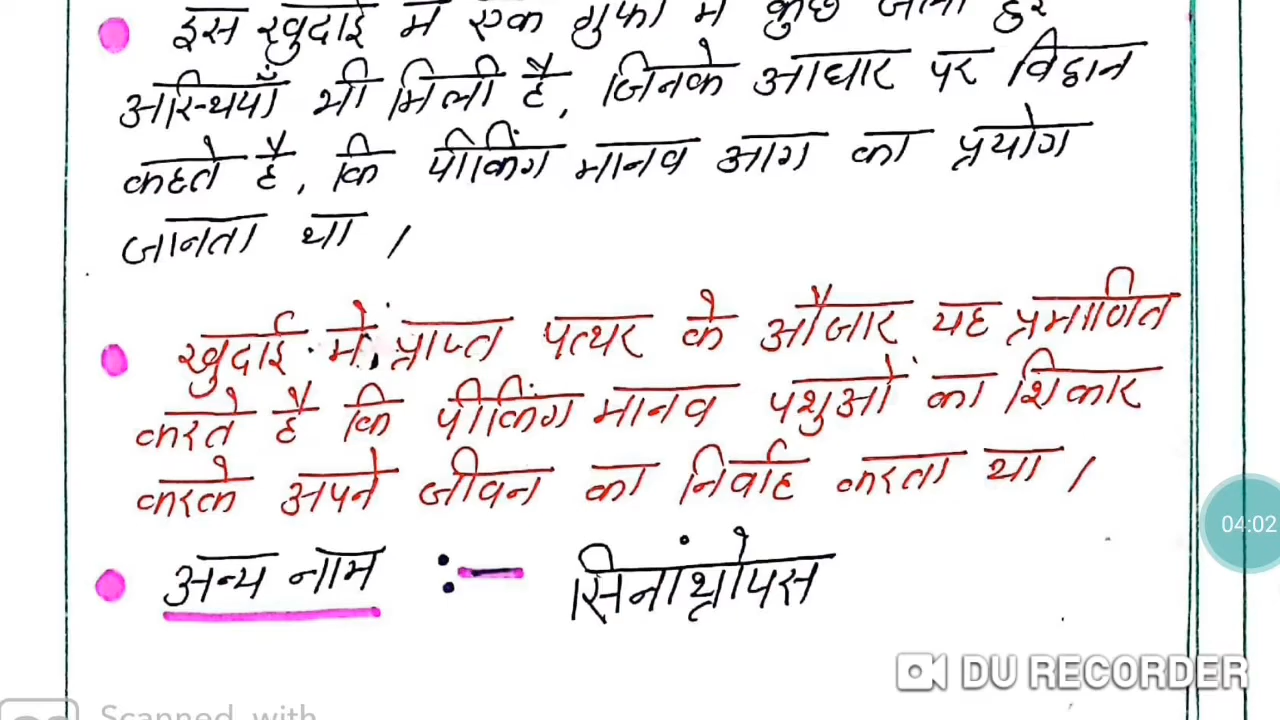 इस खुदाई में एक गुफा में कुछ जली हुई
अस्थियाँ भी मिली है, जिनके आधार पर विद्वान
कहते है, कि पीकिंग मानव आग का प्रयोग
जानता था।
खुदाई में प्राप्त पत्थर के औजार यह प्रमाणित
करते है कि पीकिंग मानव पशुओं का शिकार
करके अपने जीवन का निर्वाह करता था।
अन्य नाम :- सिनांथ्रोपस
04:02
DU RECORDER
Scanned with